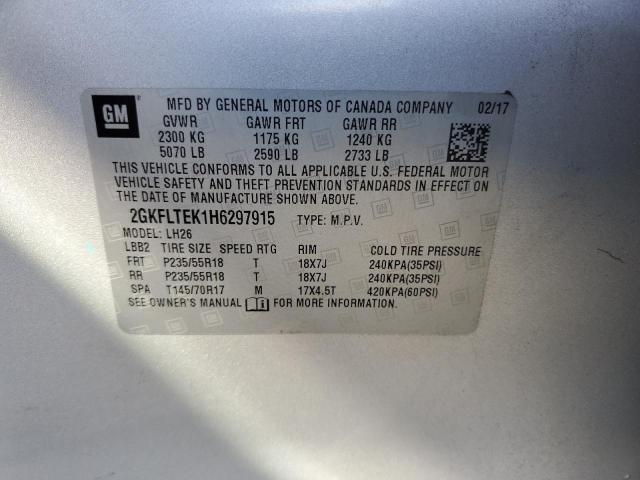 GM MFD BY GENERAL MOTORS OF CANADA COMPANY 02/17
GVWR GAWR FRT GAWR RR
2300 KG 1175 KG 1240 KG
5070 LB 2590 LB 2733 LB
THIS VEHICLE CONFORMS TO ALL APPLICABLE U.S. FEDERAL MOTOR
VEHICLE SAFETY AND THEFT PREVENTION STANDARDS IN EFFECT ON
THE DATE OF MANUFACTURE SHOWN ABOVE.
2GKFLTEK1H6297915 TYPE: M.P.V.
MODEL: LH26
LBB2 TIRE SIZE SPEED RTG RIM COLD TIRE PRESSURE
FRT P235/55R18 T 18X7J 240KPA(35PSI)
RR P235/55R18 T 18X7J 240KPA(35PSI)
SPA T145/70R17 M 17X4.5T 420KPA(60PSI)
SEE OWNER'S MANUAL FOR MORE INFORMATION.